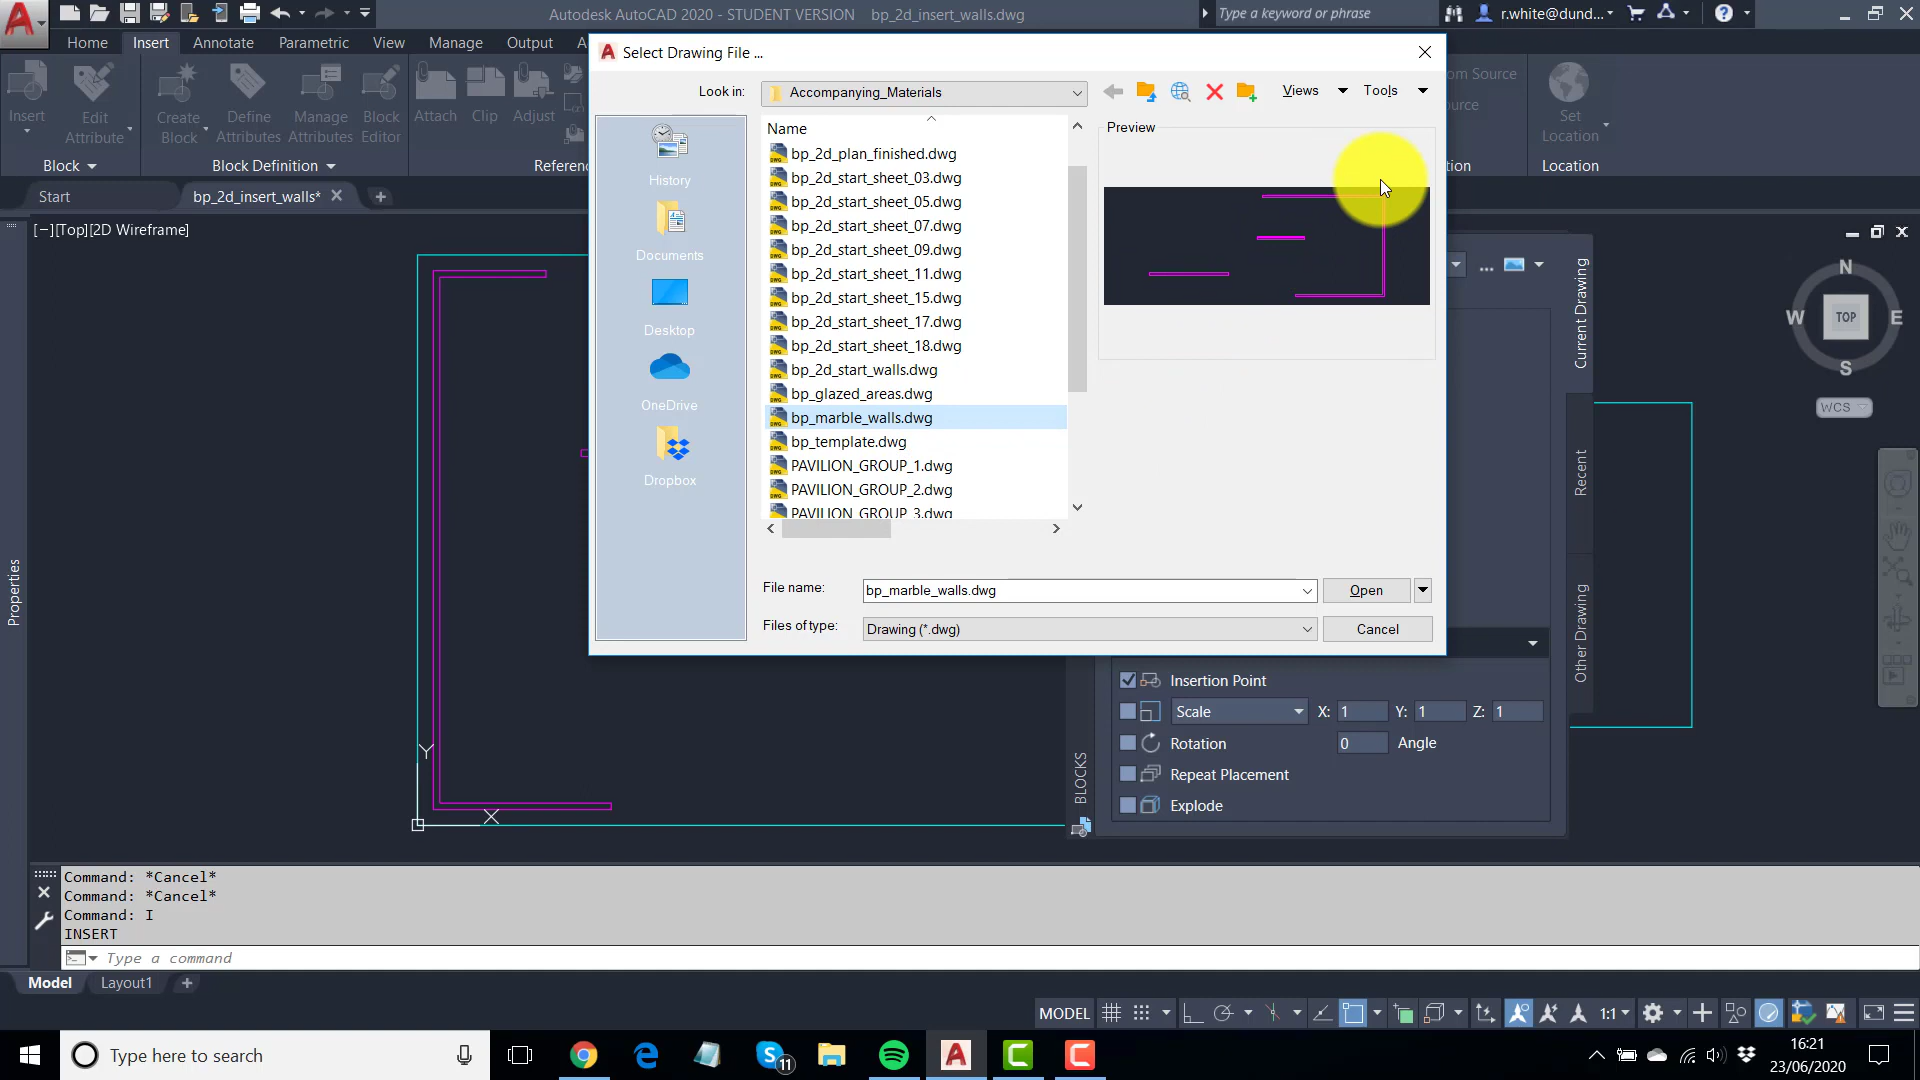 Autodesk AutoCAD 2020 - STUDENT VERSION bp_2d_insert_walls.dwg
Type a keyword or phrase
r.white@dund...
Home Insert Annotate Parametric View Manage Output A
Insert
Edit Attribute
Create Block
Define Attributes
Manage Attributes
Block Editor
Attach Clip Adjust
om Source
Set Location
Block
Block Definition
Referenc
tion
Location
Start
bp_2d_insert_walls*
[−][Top][2D Wireframe]
Select Drawing File ...
Look in:
Accompanying_Materials
Views Tools
Name
Preview
History
Documents
Desktop
OneDrive
Dropbox
bp_2d_plan_finished.dwg
bp_2d_start_sheet_03.dwg
bp_2d_start_sheet_05.dwg
bp_2d_start_sheet_07.dwg
bp_2d_start_sheet_09.dwg
bp_2d_start_sheet_11.dwg
bp_2d_start_sheet_15.dwg
bp_2d_start_sheet_17.dwg
bp_2d_start_sheet_18.dwg
bp_2d_start_walls.dwg
bp_glazed_areas.dwg
bp_marble_walls.dwg
bp_template.dwg
PAVILION_GROUP_1.dwg
PAVILION_GROUP_2.dwg
PAVILION_GROUP_3.dwg
File name: bp_marble_walls.dwg Open
Files of type: Drawing (*.dwg) Cancel
Current Drawing
Recent
Other Drawing
N
W TOP E
S
WCS
Properties
BLOCKS
Insertion Point
Scale X: 1 Y: 1 Z: 1
Rotation 0 Angle
Repeat Placement
Explode
Y
X
Command: *Cancel*
Command: *Cancel*
Command: I
INSERT
Type a command
Model Layout1
MODEL 1:1
Type here to search
11
16:21
23/06/2020